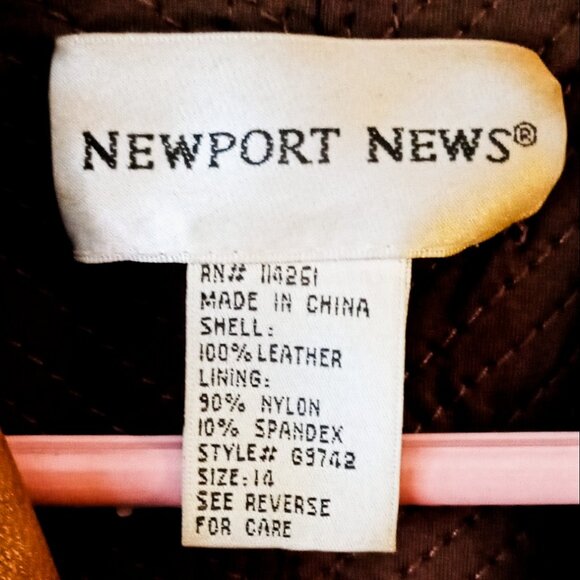 NEWPORT NEWS®
RN# 114261
MADE IN CHINA
SHELL:
100% LEATHER
LINING:
90% NYLON
10% SPANDEX
STYLE# G9742
SIZE: 14
SEE REVERSE
FOR CARE